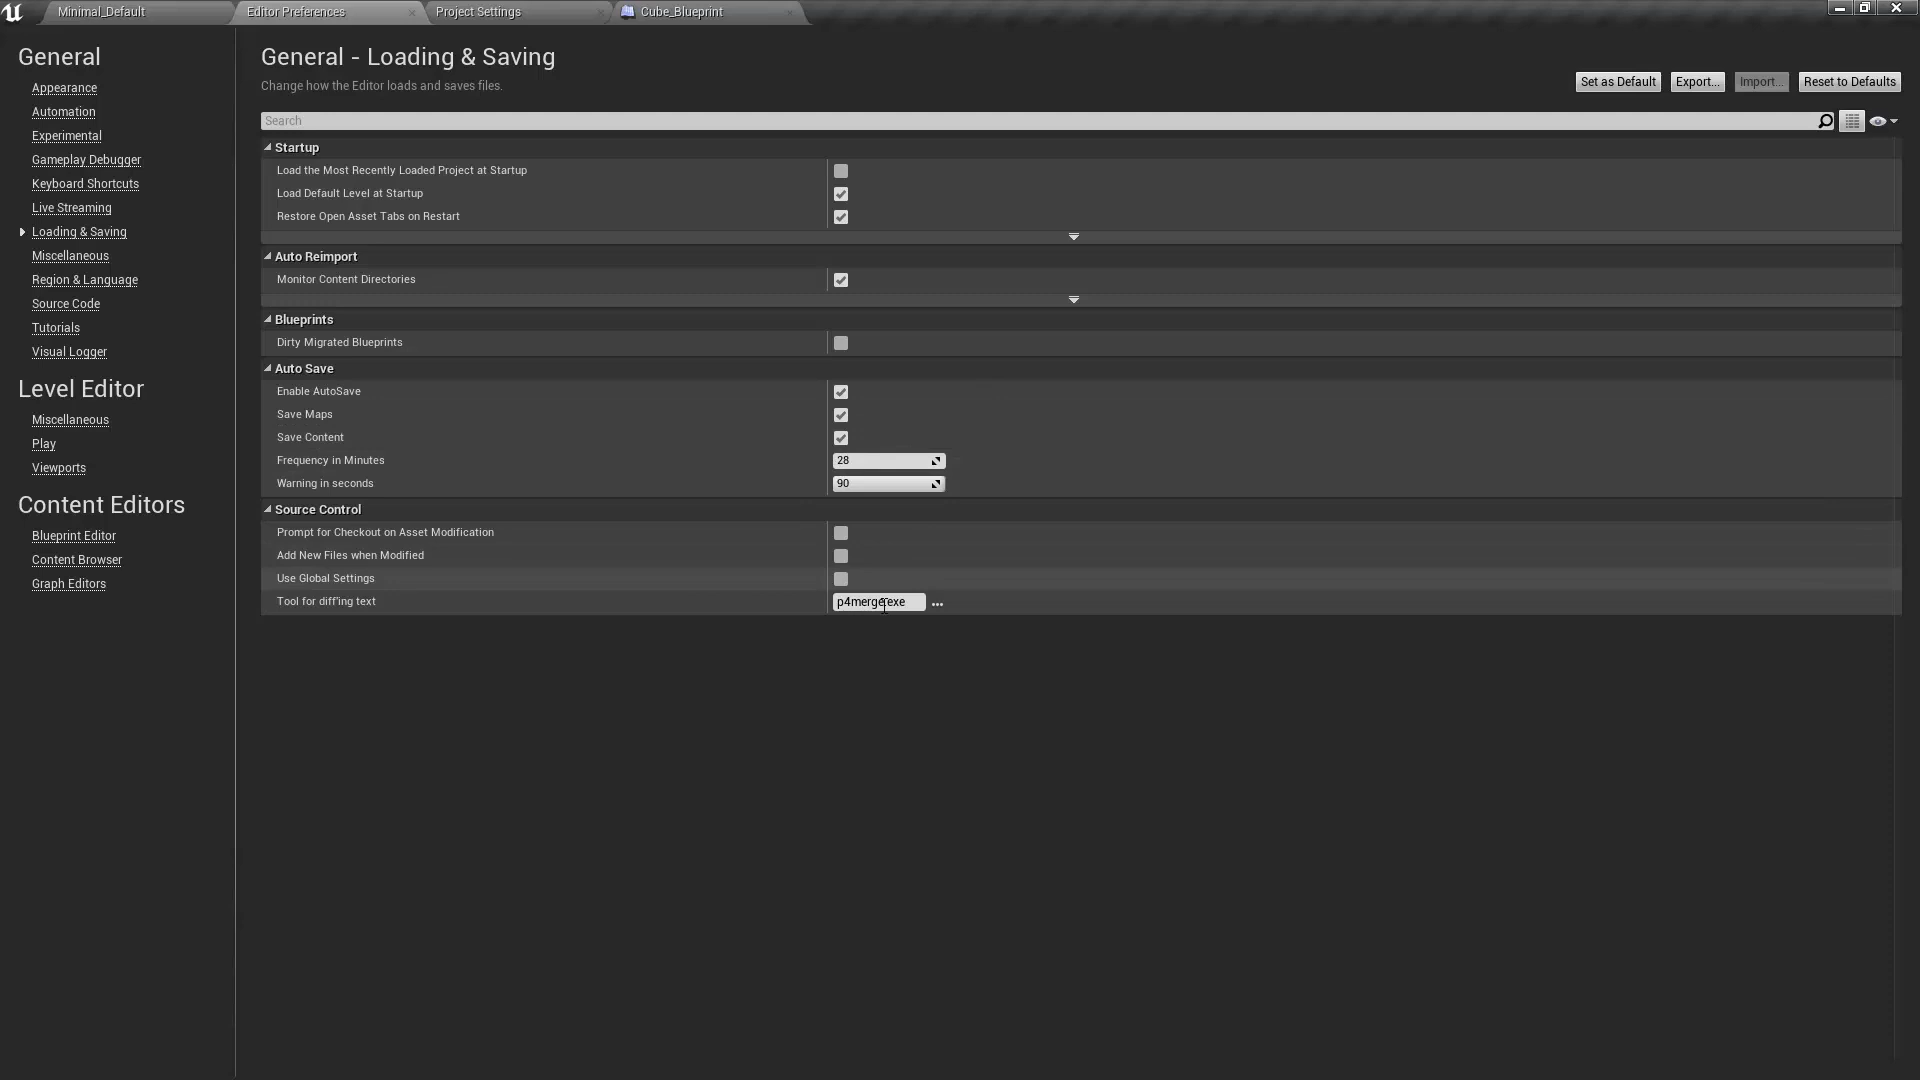 Minimal_Default
Editor Preferences
Project Settings
Cube_Blueprint
General
Appearance
Automation
Experimental
Gameplay Debugger
Keyboard Shortcuts
Live Streaming
Loading & Saving
Miscellaneous
Region & Language
Source Code
Tutorials
Visual Logger
Level Editor
Miscellaneous
Play
Viewports
Content Editors
Blueprint Editor
Content Browser
Graph Editors
General - Loading & Saving
Change how the Editor loads and saves files.
Set as Default
Export...
Import...
Reset to Defaults
Search
Startup
Load the Most Recently Loaded Project at Startup
Load Default Level at Startup
Restore Open Asset Tabs on Restart
Auto Reimport
Monitor Content Directories
Blueprints
Dirty Migrated Blueprints
Auto Save
Enable AutoSave
Save Maps
Save Content
Frequency in Minutes 28
Warning in seconds 90
Source Control
Prompt for Checkout on Asset Modification
Add New Files when Modified
Use Global Settings
Tool for diff'ing text p4merge.exe ...